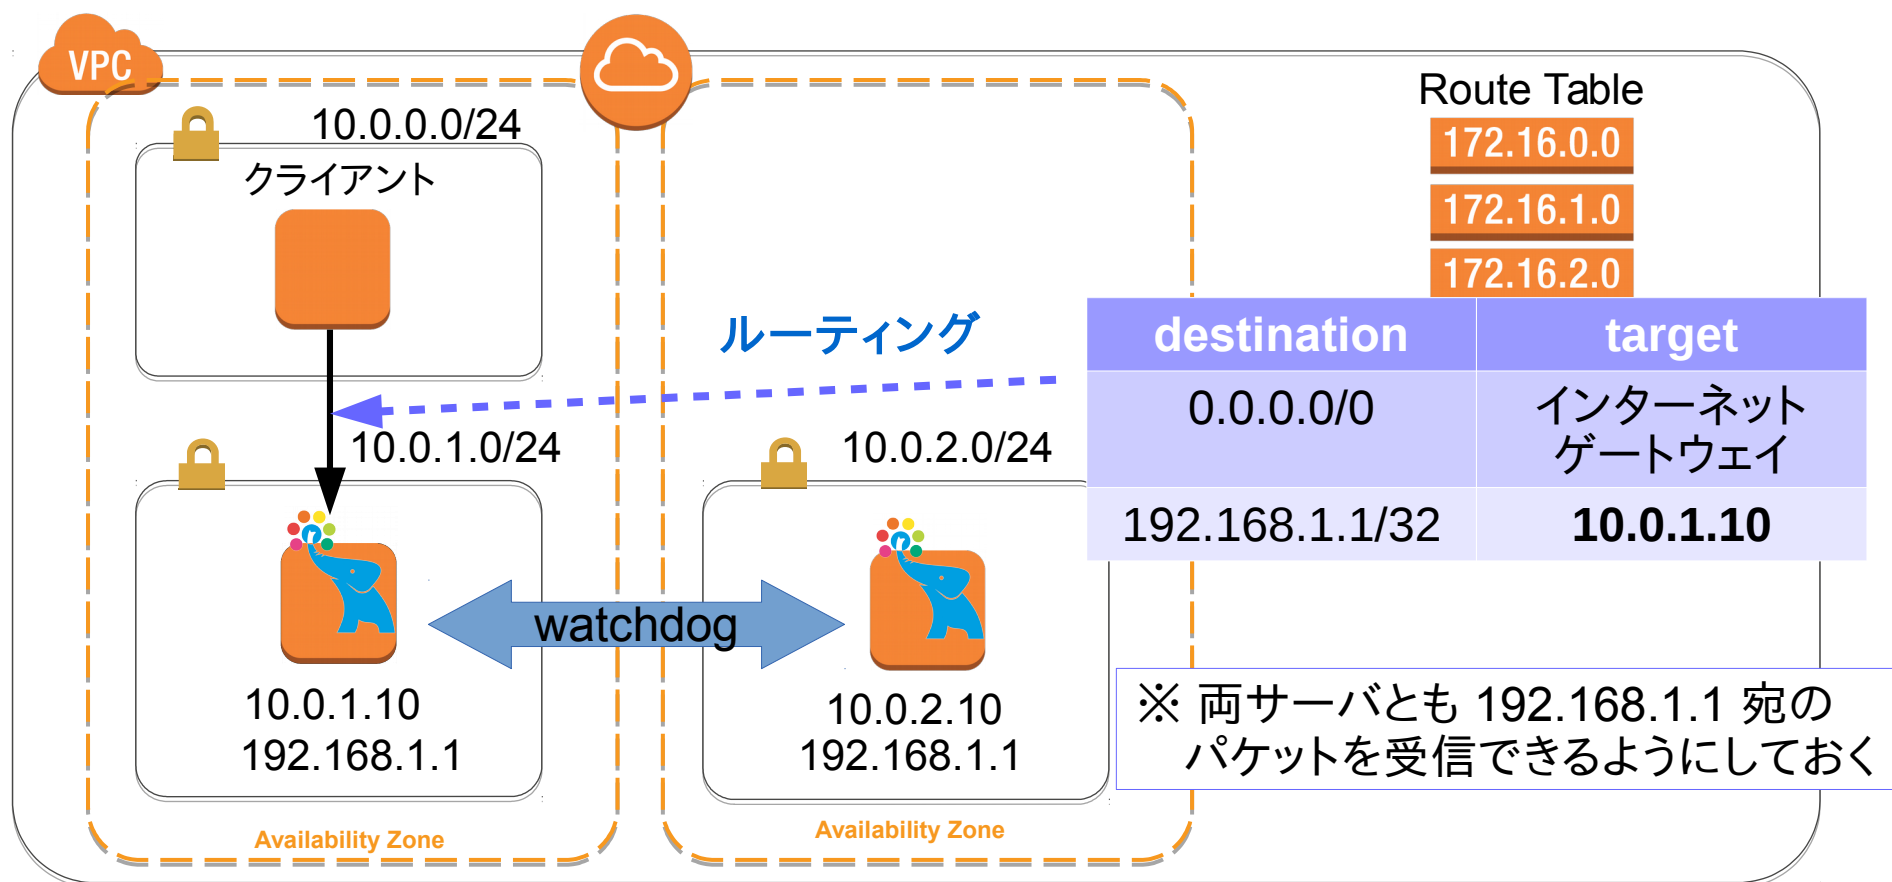 VPC
10.0.0.0/24
クライアント
Route Table
172.16.0.0
172.16.1.0
172.16.2.0
ルーティング
destination target
0.0.0.0/0 インターネット
ゲートウェイ
192.168.1.1/32 10.0.1.10
10.0.1.0/24
10.0.2.0/24
watchdog
10.0.1.10
192.168.1.1
10.0.2.10
192.168.1.1
※ 両サーバとも 192.168.1.1 宛の
パケットを受信できるようにしておく
Availability Zone
Availability Zone